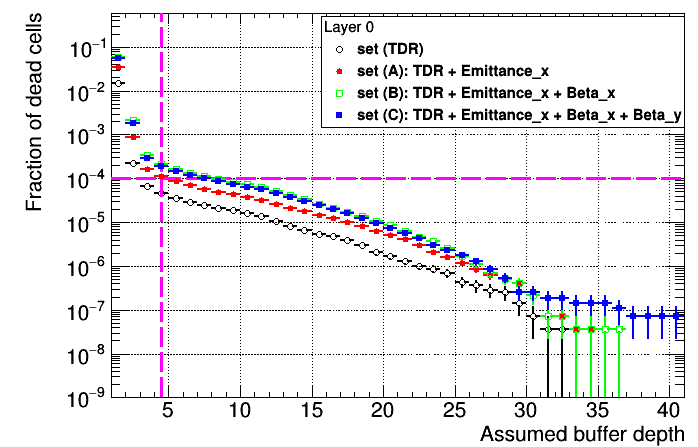 Fraction of dead cells
Layer 0
set (TDR)
set (A): TDR + Emittance_x
set (B): TDR + Emittance_x + Beta_x
set (C): TDR + Emittance_x + Beta_x + Beta_y
10⁻¹
10⁻²
10⁻³
10⁻⁴
10⁻⁵
10⁻⁶
10⁻⁷
10⁻⁸
10⁻⁹
5 10 15 20 25 30 35 40
Assumed buffer depth